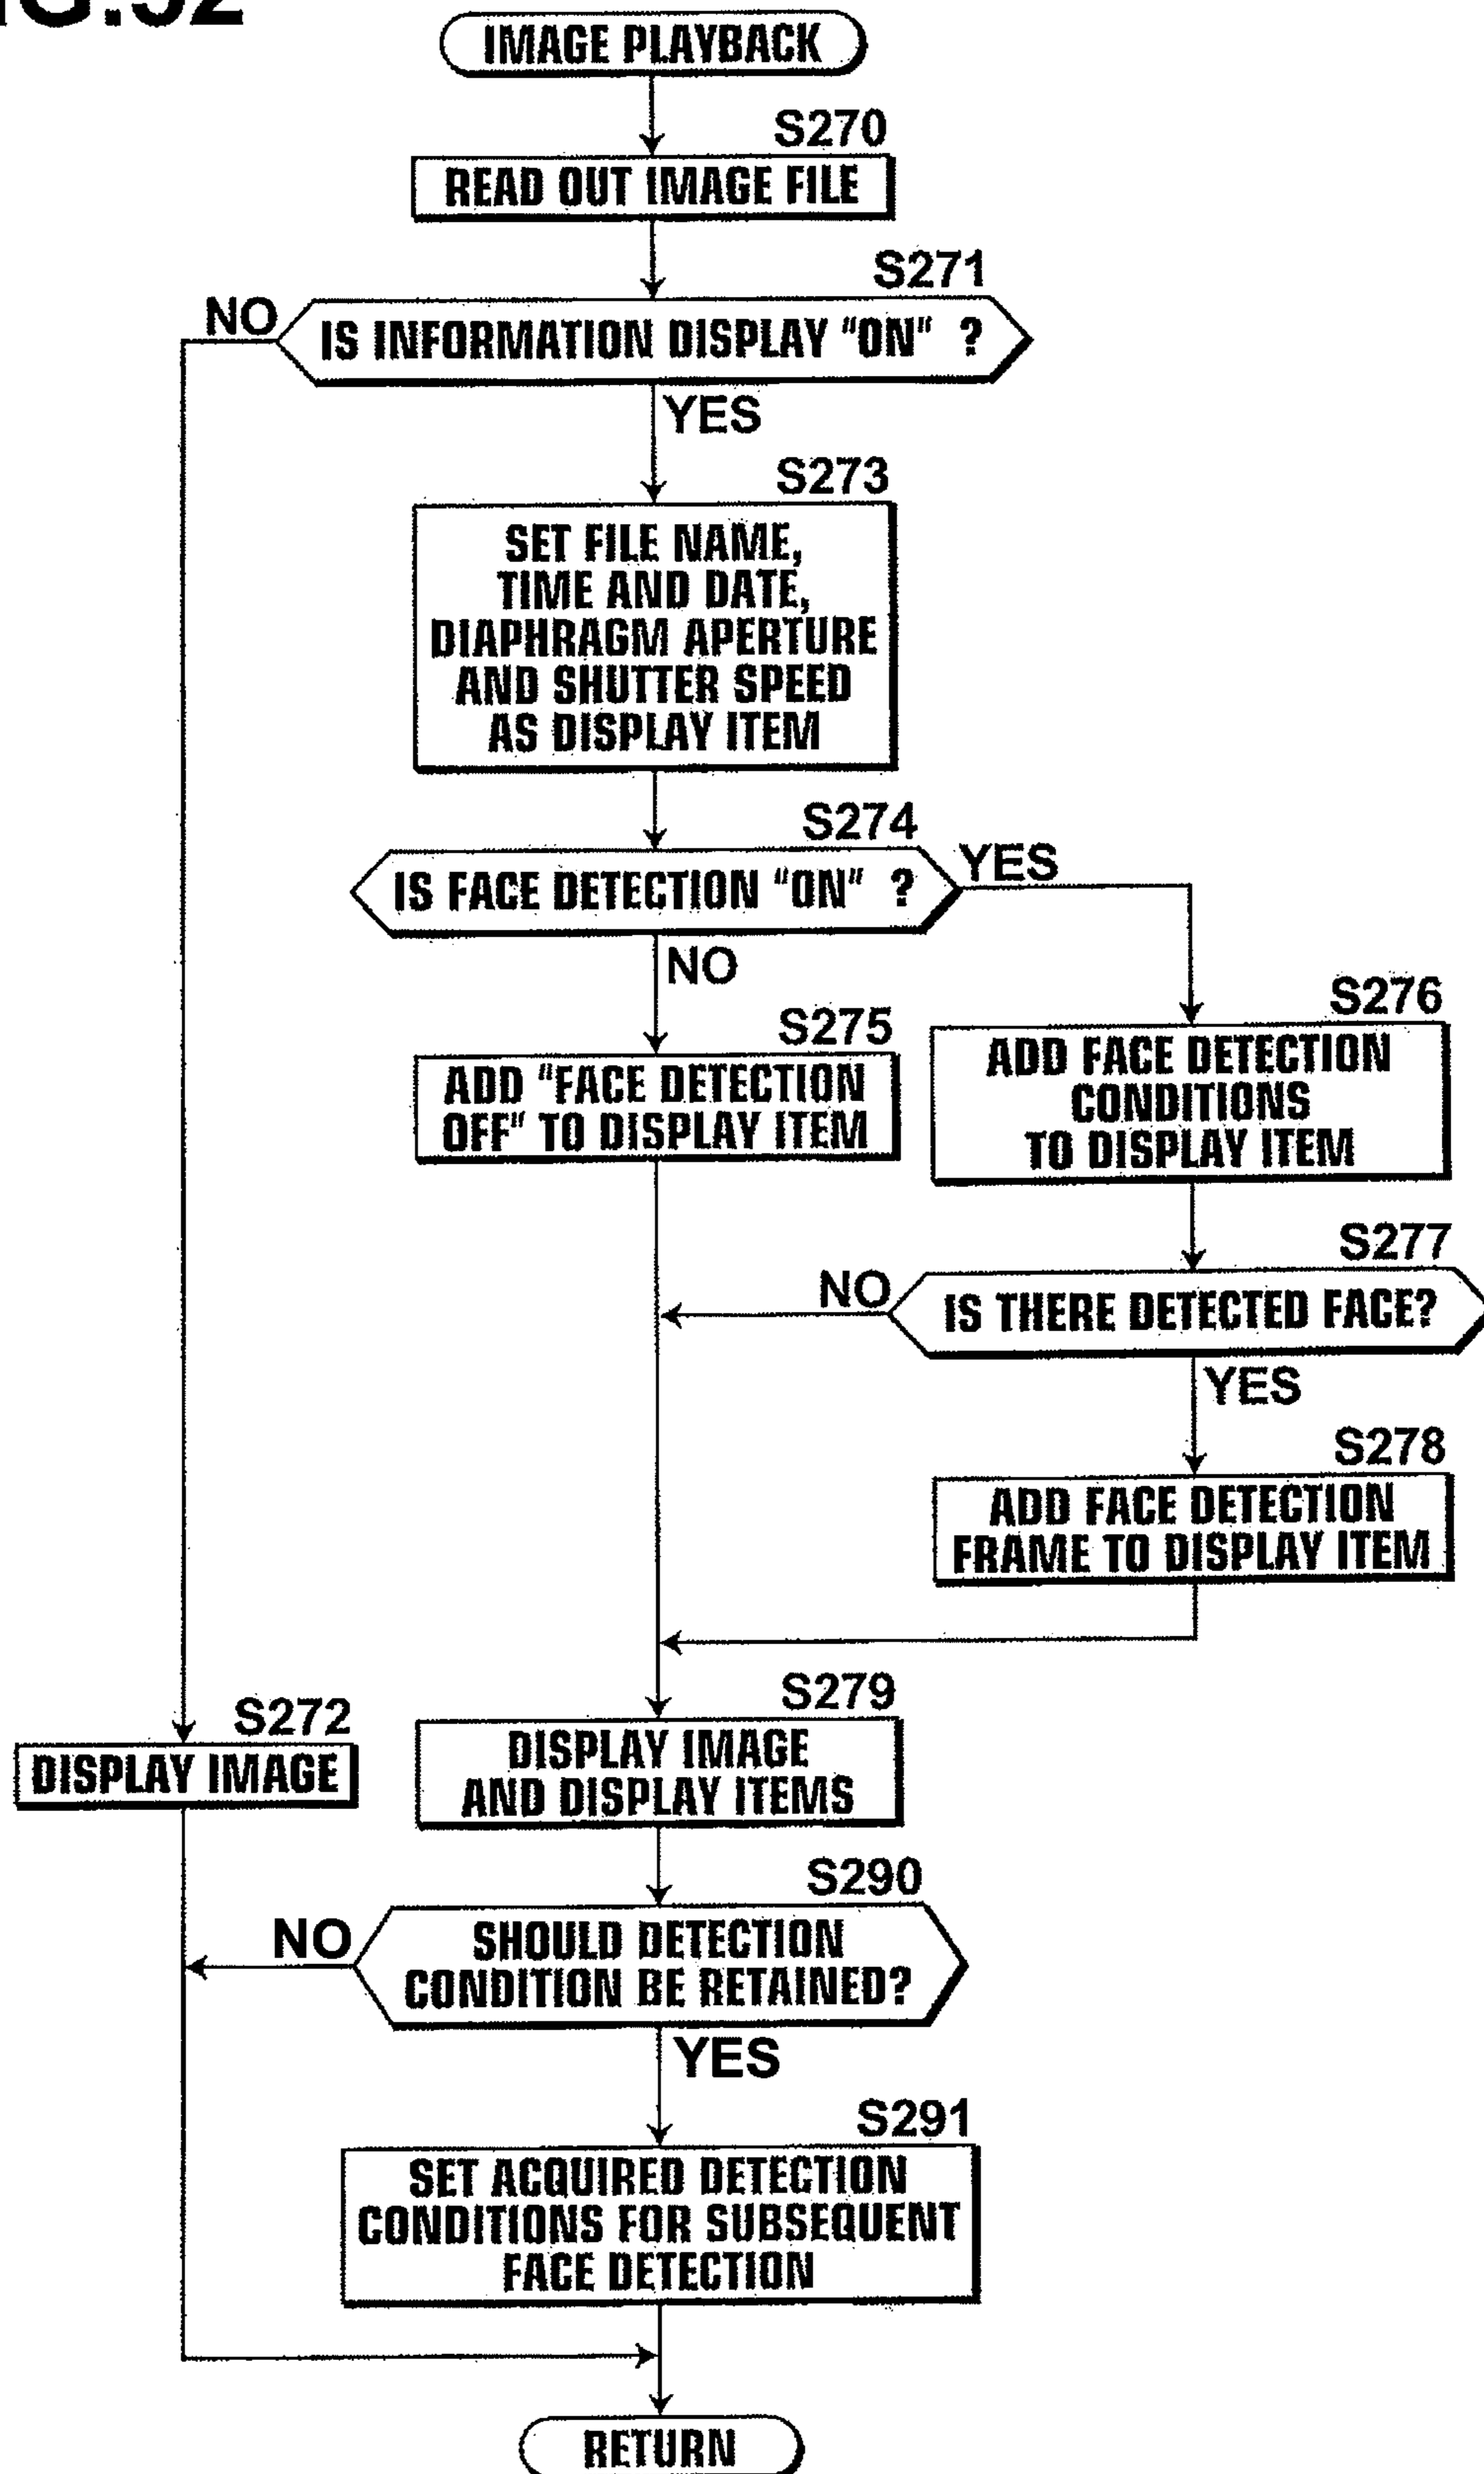 IMAGE PLAYBACK
S270
READ OUT IMAGE FILE
S271
NO
IS INFORMATION DISPLAY "ON" ?
YES
S273
SET FILE NAME,
TIME AND DATE,
DIAPHRAGM APERTURE
AND SHUTTER SPEED
AS DISPLAY ITEM
S274
IS FACE DETECTION "ON" ?
YES
NO
S275
ADD "FACE DETECTION
OFF" TO DISPLAY ITEM
S276
ADD FACE DETECTION
CONDITIONS
TO DISPLAY ITEM
S277
NO
IS THERE DETECTED FACE?
YES
S278
ADD FACE DETECTION
FRAME TO DISPLAY ITEM
S272
DISPLAY IMAGE
S279
DISPLAY IMAGE
AND DISPLAY ITEMS
S290
NO
SHOULD DETECTION
CONDITION BE RETAINED?
YES
S291
SET ACQUIRED DETECTION
CONDITIONS FOR SUBSEQUENT
FACE DETECTION
RETURN